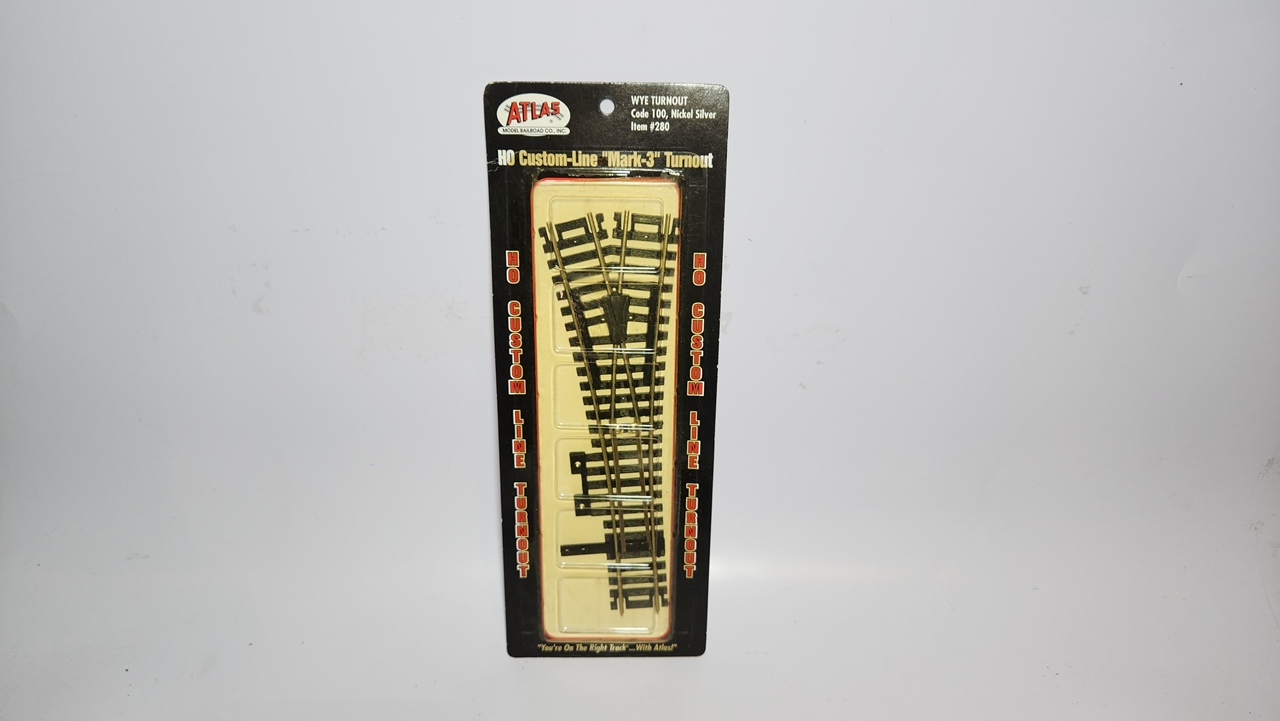 ATLAS
®
MODEL RAILROAD CO., INC.
WYE TURNOUT
Code 100, Nickel Silver
Item #280
HO Custom-Line "Mark-3" Turnout
HO CUSTOM LINE TURNOUT
HO CUSTOM LINE TURNOUT
"You're On The Right Track"...With Atlas!"